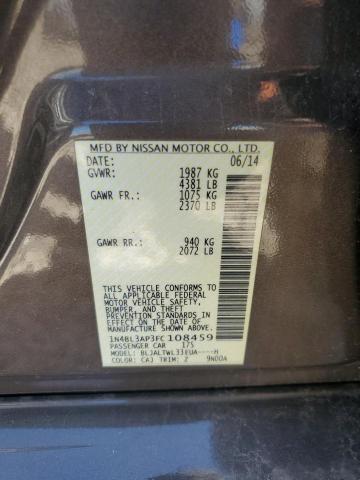 MFD BY NISSAN MOTOR CO., LTD.
DATE: 06/14
GVWR: 1987 KG
4381 LB
GAWR FR.: 1075 KG
2370 LB
GAWR RR.: 940 KG
2072 LB
THIS VEHICLE CONFORMS TO ALL
APPLICABLE FEDERAL
MOTOR VEHICLE SAFETY,
BUMPER, AND THEFT
PREVENTION STANDARDS IN
EFFECT ON THE DATE OF
MANUFACTURE SHOWN ABOVE.
1N4BL3AP3FC108459
PASSENGER CAR 175
MODEL: BLJALTWL33EUA----H
COLOR: CAJ TRIM: Z 9N00A